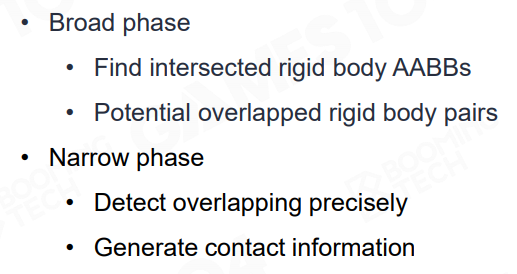 • Broad phase
• Find intersected rigid body AABBs
• Potential overlapped rigid body pairs
• Narrow phase
• Detect overlapping precisely
• Generate contact information